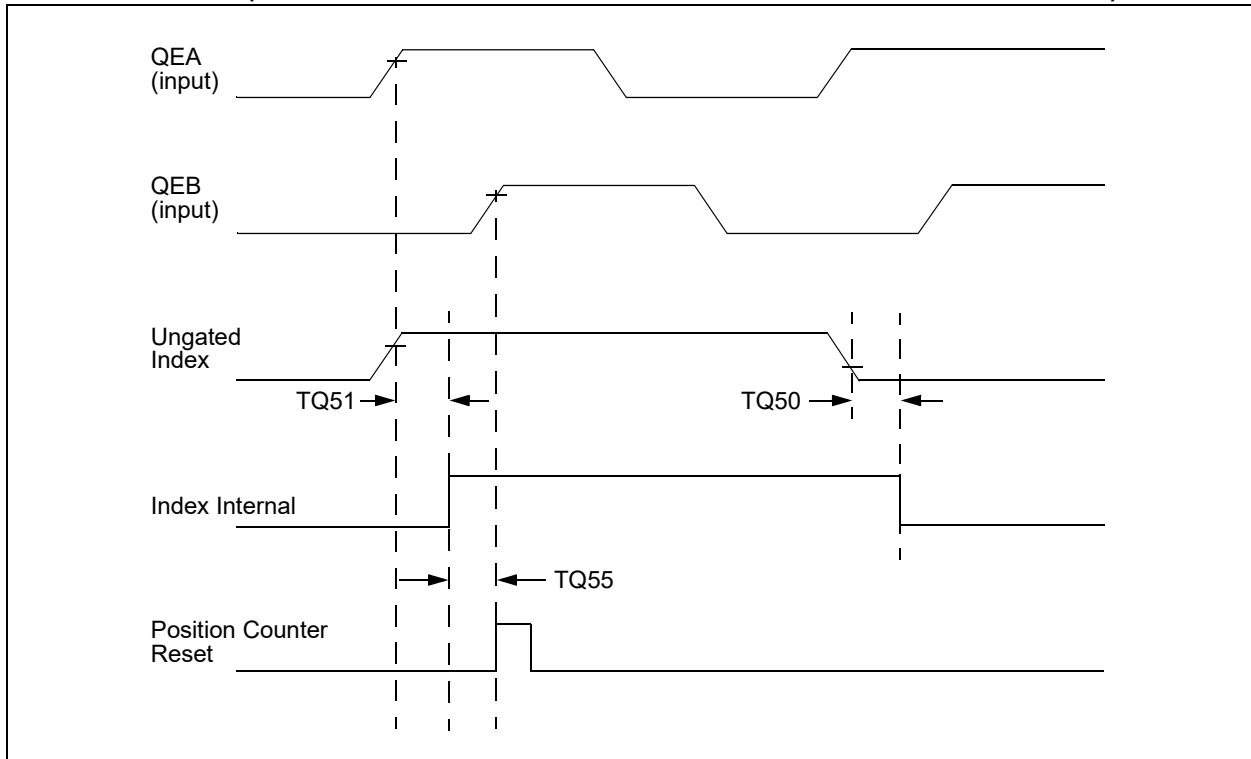 QEA
(input)
QEB
(input)
Ungated
Index
TQ51
TQ50
Index Internal
TQ55
Position Counter
Reset